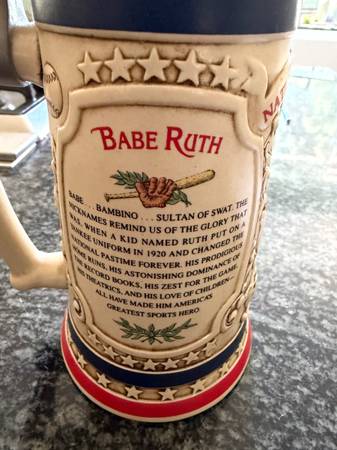 BABE RUTH
BABE... BAMBINO... SULTAN OF SWAT. THE
NICKNAMES REMIND US OF THE GLORY THAT
WAS, WHEN A KID NAMED RUTH PUT ON A
YANKEE UNIFORM IN 1920 AND CHANGED THE
NATIONAL PASTIME FOREVER. HIS PRODIGIOUS
HOME RUNS, HIS ASTONISHING DOMINANCE OF
THE RECORD BOOKS, HIS ZEST FOR THE GAME,
HIS THEATRICS, AND HIS LOVE OF CHILDREN—
ALL HAVE MADE HIM AMERICA'S
GREATEST SPORTS HERO.